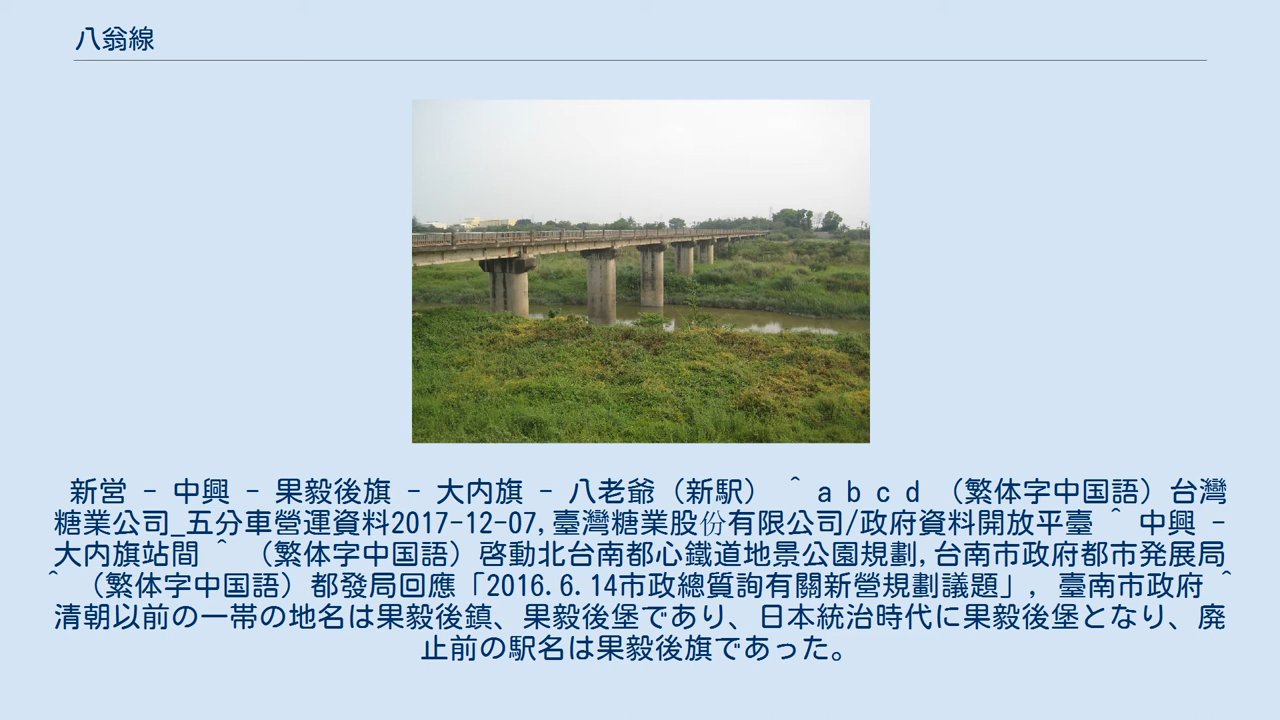 八翁線
新営 - 中興 - 果毅後旗 - 大内旗 - 八老爺（新駅） ^ a b c d （繁体字中国語）台灣
糖業公司_五分車營運資料2017-12-07,臺灣糖業股份有限公司/政府資料開放平臺 ^ 中興 -
大内旗站間 ^ （繁体字中国語）啓動北台南都心鐵道地景公園規劃,台南市政府都市発展局
^ （繁体字中国語）都發局回應「2016.6.14市政總質詢有關新營規劃議題」, 臺南市政府 ^
清朝以前の一帯の地名は果毅後鎮、果毅後堡であり、日本統治時代に果毅後堡となり、廃
止前の駅名は果毅後旗であった。